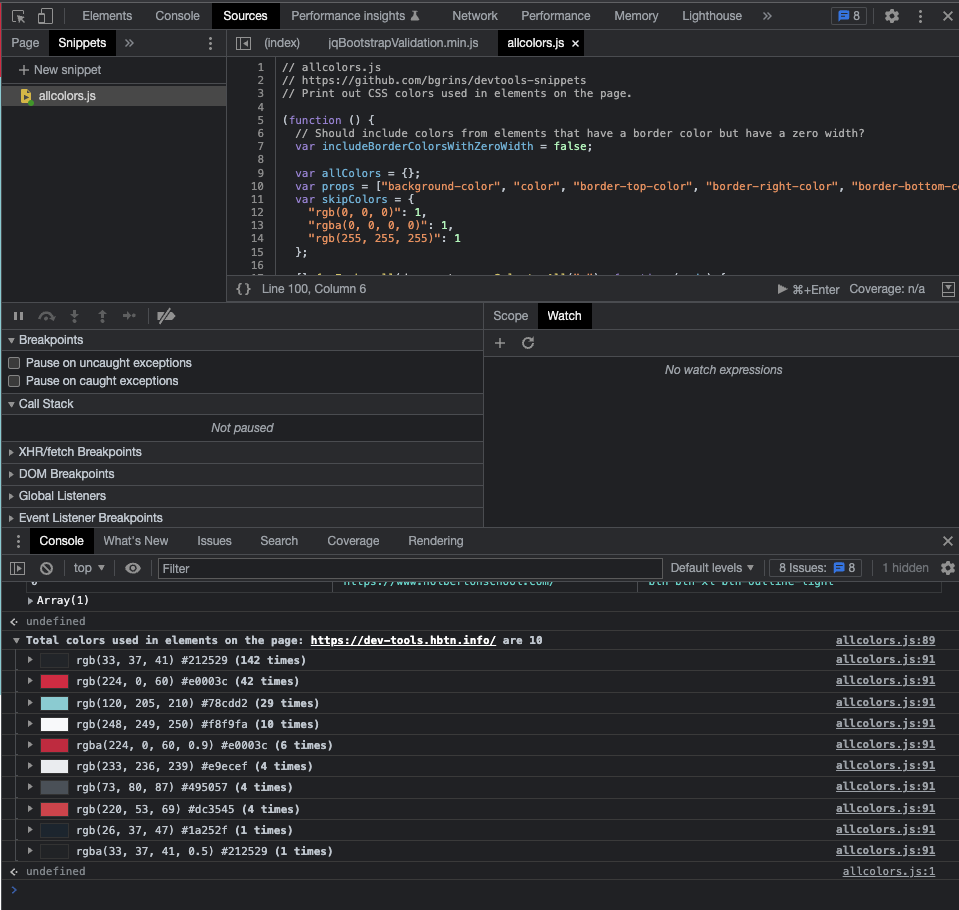 Elements Console Sources Performance insights Network Performance Memory Lighthouse » 8
Page Snippets » (index) jqBootstrapValidation.min.js allcolors.js ×
+ New snippet
allcolors.js
1 // allcolors.js
2 // https://github.com/bgrins/devtools-snippets
3 // Print out CSS colors used in elements on the page.
4
5 (function () {
6 // Should include colors from elements that have a border color but have a zero width?
7 var includeBorderColorsWithZeroWidth = false;
8
9 var allColors = {};
10 var props = ["background-color", "color", "border-top-color", "border-right-color", "border-bottom-co
11 var skipColors = {
12 "rgb(0, 0, 0)": 1,
13 "rgba(0, 0, 0, 0)": 1,
14 "rgb(255, 255, 255)": 1
15 };
16
{} Line 100, Column 6 ⌘+Enter Coverage: n/a
Scope Watch
Breakpoints
Pause on uncaught exceptions
Pause on caught exceptions
No watch expressions
Call Stack
Not paused
XHR/fetch Breakpoints
DOM Breakpoints
Global Listeners
Event Listener Breakpoints
Console What's New Issues Search Coverage Rendering
top Filter Default levels 8 Issues: 8 1 hidden
Array(1)
undefined
Total colors used in elements on the page: https://dev-tools.hbtn.info/ are 10 allcolors.js:89
rgb(33, 37, 41) #212529 (142 times) allcolors.js:91
rgb(224, 0, 60) #e0003c (42 times) allcolors.js:91
rgb(120, 205, 210) #78cdd2 (29 times) allcolors.js:91
rgb(248, 249, 250) #f8f9fa (10 times) allcolors.js:91
rgba(224, 0, 60, 0.9) #e0003c (6 times) allcolors.js:91
rgb(233, 236, 239) #e9ecef (4 times) allcolors.js:91
rgb(73, 80, 87) #495057 (4 times) allcolors.js:91
rgb(220, 53, 69) #dc3545 (4 times) allcolors.js:91
rgb(26, 37, 47) #1a252f (1 times) allcolors.js:91
rgba(33, 37, 41, 0.5) #212529 (1 times) allcolors.js:91
undefined allcolors.js:1